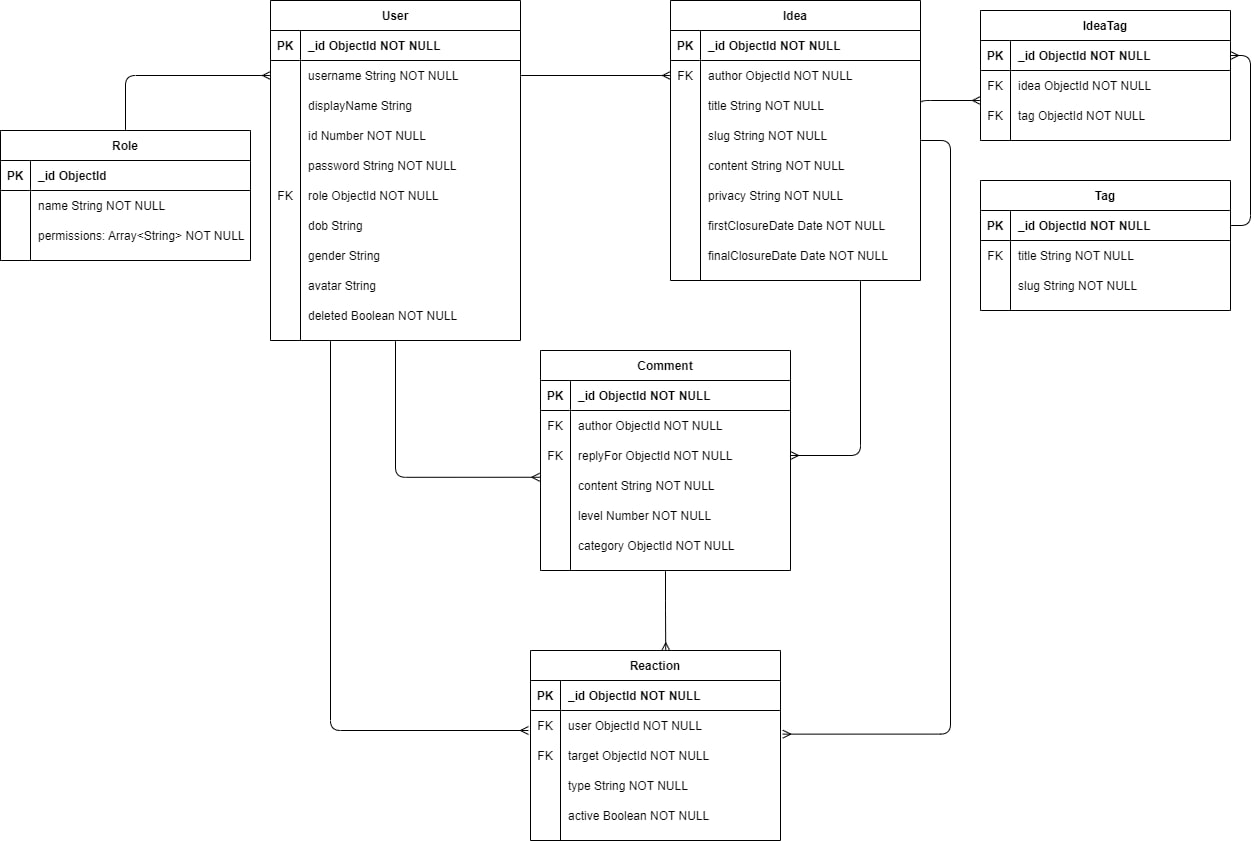 User
PK _id ObjectId NOT NULL
username String NOT NULL
displayName String
id Number NOT NULL
password String NOT NULL
FK role ObjectId NOT NULL
dob String
gender String
avatar String
deleted Boolean NOT NULL
Idea
PK _id ObjectId NOT NULL
FK author ObjectId NOT NULL
title String NOT NULL
slug String NOT NULL
content String NOT NULL
privacy String NOT NULL
firstClosureDate Date NOT NULL
finalClosureDate Date NOT NULL
IdeaTag
PK _id ObjectId NOT NULL
FK idea ObjectId NOT NULL
FK tag ObjectId NOT NULL
Role
PK _id ObjectId
name String NOT NULL
permissions: Array<String> NOT NULL
Tag
PK _id ObjectId NOT NULL
FK title String NOT NULL
slug String NOT NULL
Comment
PK _id ObjectId NOT NULL
FK author ObjectId NOT NULL
FK replyFor ObjectId NOT NULL
content String NOT NULL
level Number NOT NULL
category ObjectId NOT NULL
Reaction
PK _id ObjectId NOT NULL
FK user ObjectId NOT NULL
FK target ObjectId NOT NULL
type String NOT NULL
active Boolean NOT NULL